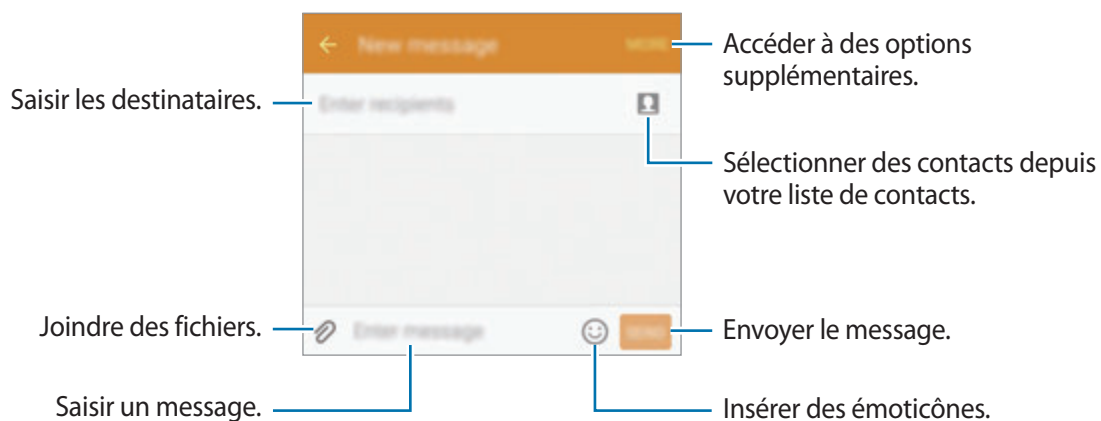 New message
MORE
Accéder à des options
supplémentaires.
Saisir les destinataires.
Enter recipients
Sélectionner des contacts depuis
votre liste de contacts.
Joindre des fichiers.
Enter message
SEND
Envoyer le message.
Saisir un message.
Insérer des émoticônes.